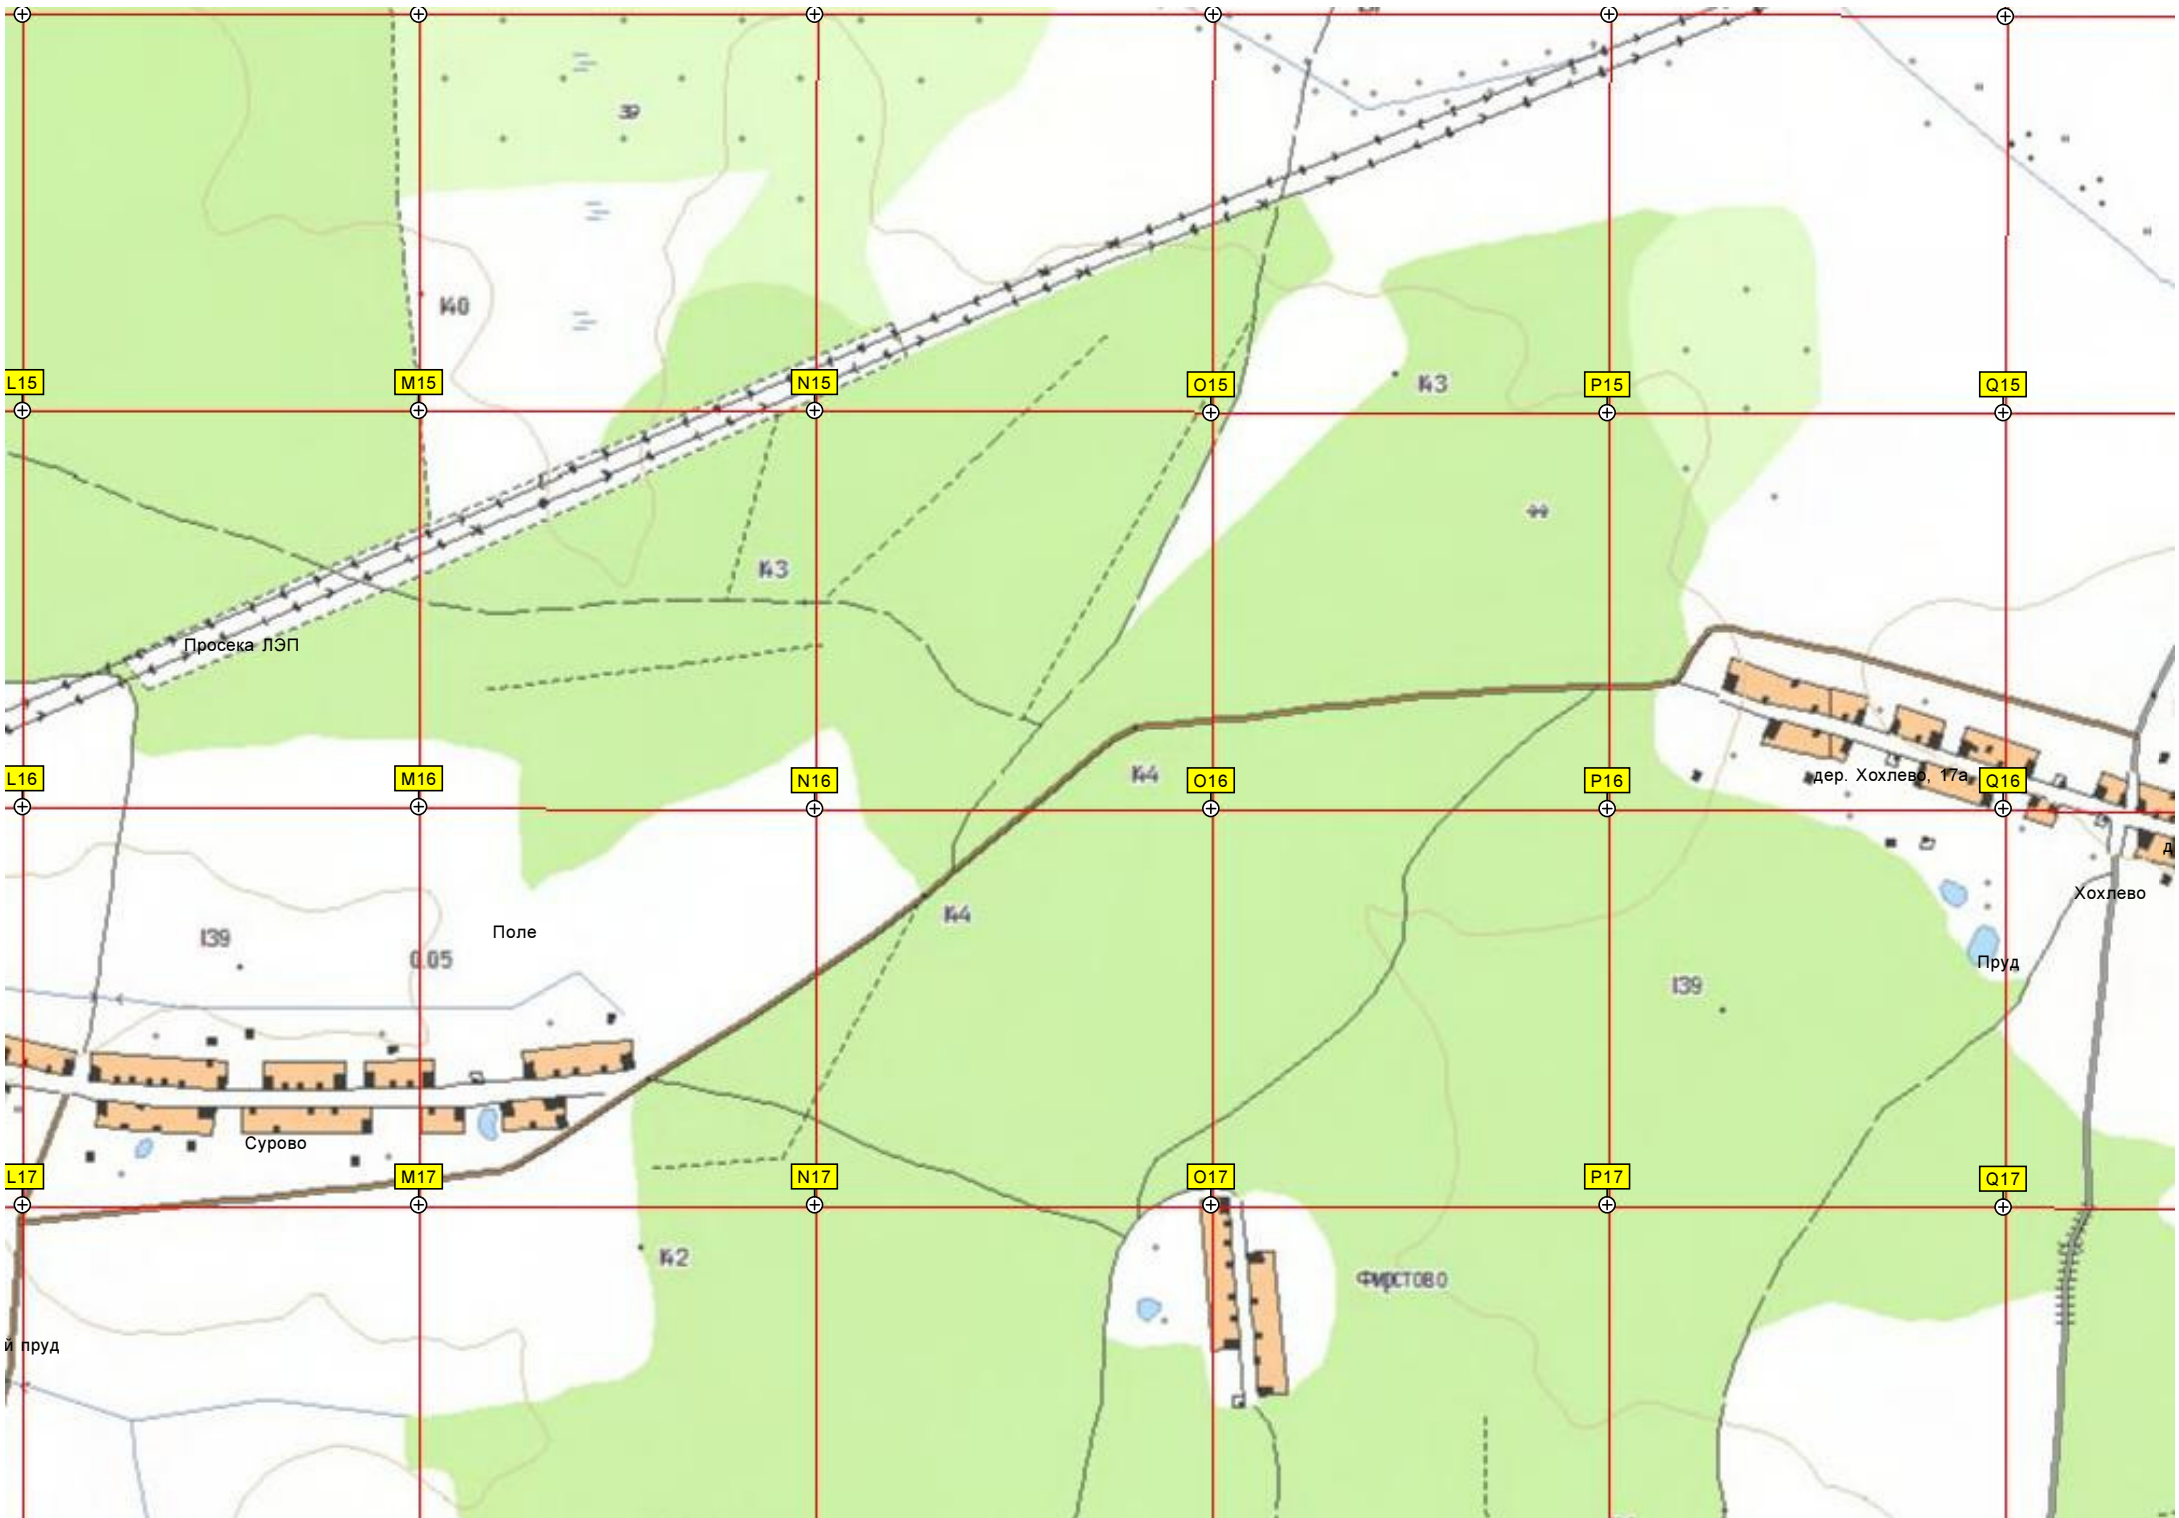 140
L15
M15
N15
O15
143
P15
Q15
143
Просека ЛЭП
L16
M16
N16
144
O16
P16
дер. Хохлево, 17а
Q16
Хохлево
144
Поле
139
0.05
Пруд
139
Сурово
L17
M17
N17
O17
P17
Q17
142
Фирстово
й пруд